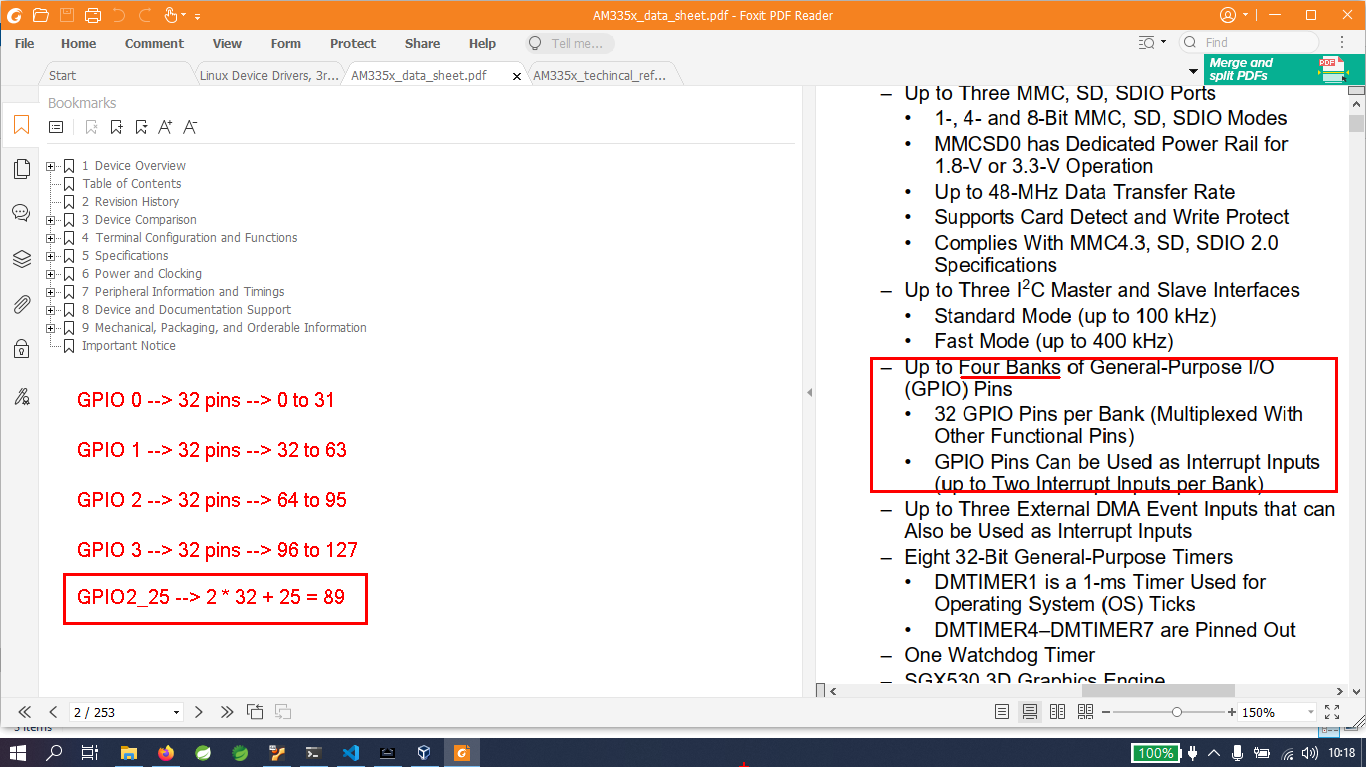 AM335x_data_sheet.pdf - Foxit PDF Reader
File Home Comment View Form Protect Share Help Tell me... Find
Start Linux Device Drivers, 3r... AM335x_data_sheet.pdf AM335x_techincal_ref...
Merge and
split PDFs
PDF
Bookmarks
1 Device Overview
Table of Contents
2 Revision History
3 Device Comparison
4 Terminal Configuration and Functions
5 Specifications
6 Power and Clocking
7 Peripheral Information and Timings
8 Device and Documentation Support
9 Mechanical, Packaging, and Orderable Information
Important Notice
GPIO 0 --> 32 pins --> 0 to 31
GPIO 1 --> 32 pins --> 32 to 63
GPIO 2 --> 32 pins --> 64 to 95
GPIO 3 --> 32 pins --> 96 to 127
GPIO2_25 --> 2 * 32 + 25 = 89
– Up to Three MMC, SD, SDIO Ports
• 1-, 4- and 8-Bit MMC, SD, SDIO Modes
• MMCSD0 has Dedicated Power Rail for
1.8-V or 3.3-V Operation
• Up to 48-MHz Data Transfer Rate
• Supports Card Detect and Write Protect
• Complies With MMC4.3, SD, SDIO 2.0
Specifications
– Up to Three I²C Master and Slave Interfaces
• Standard Mode (up to 100 kHz)
• Fast Mode (up to 400 kHz)
– Up to Four Banks of General-Purpose I/O
(GPIO) Pins
• 32 GPIO Pins per Bank (Multiplexed With
Other Functional Pins)
• GPIO Pins Can be Used as Interrupt Inputs
(up to Two Interrupt Inputs per Bank)
– Up to Three External DMA Event Inputs that can
Also be Used as Interrupt Inputs
– Eight 32-Bit General-Purpose Timers
• DMTIMER1 is a 1-ms Timer Used for
Operating System (OS) Ticks
• DMTIMER4–DMTIMER7 are Pinned Out
– One Watchdog Timer
– SGX530 3D Graphics Engine
2 / 253
150%
5 items
100%
10:18